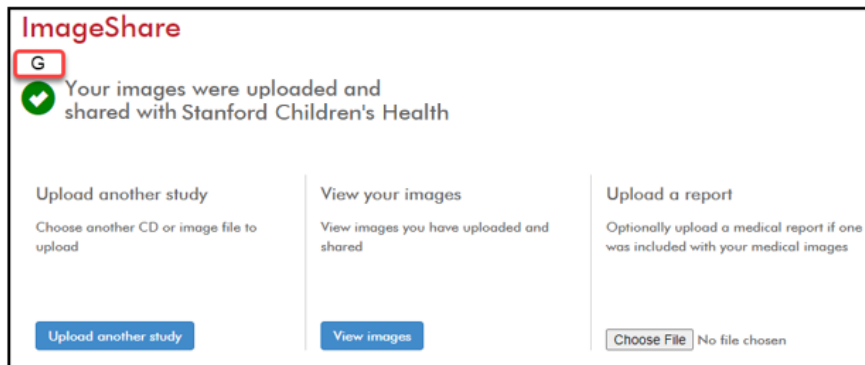 ImageShare
G
Your images were uploaded and
shared with Stanford Children's Health
Upload another study
Choose another CD or image file to
upload
Upload another study
View your images
View images you have uploaded and
shared
View images
Upload a report
Optionally upload a medical report if one
was included with your medical images
Choose File No file chosen